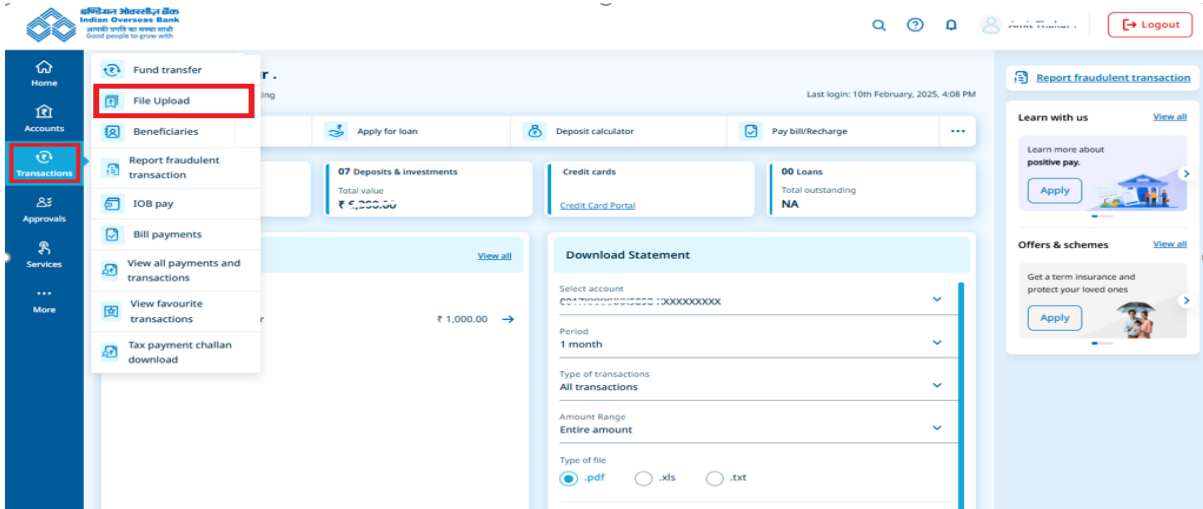 इण्डियन ओवरसीज़ बैंक
Indian Overseas Bank
आपकी प्रगति का सच्चा साथी
Good people to grow with
Logout
Home
Accounts
Transactions
Approvals
Services
More
Fund transfer
File Upload
Beneficiaries
Report fraudulent
transaction
IOB pay
Bill payments
View all payments and
transactions
View favourite
transactions
Tax payment challan
download
r .
ing
Last login: 10th February, 2025, 4:08 PM
Apply for loan
Deposit calculator
Pay bill/Recharge
07 Deposits & investments
Total value
₹
Credit cards
Credit Card Portal
00 Loans
Total outstanding
NA
View all
r
₹ 1,000.00
Download Statement
Select account
Period
1 month
Type of transactions
All transactions
Amount Range
Entire amount
Type of file
.pdf .xls .txt
Report fraudulent transaction
Learn with us View all
Learn more about
positive pay.
Apply
Offers & schemes View all
Get a term insurance and
protect your loved ones
Apply